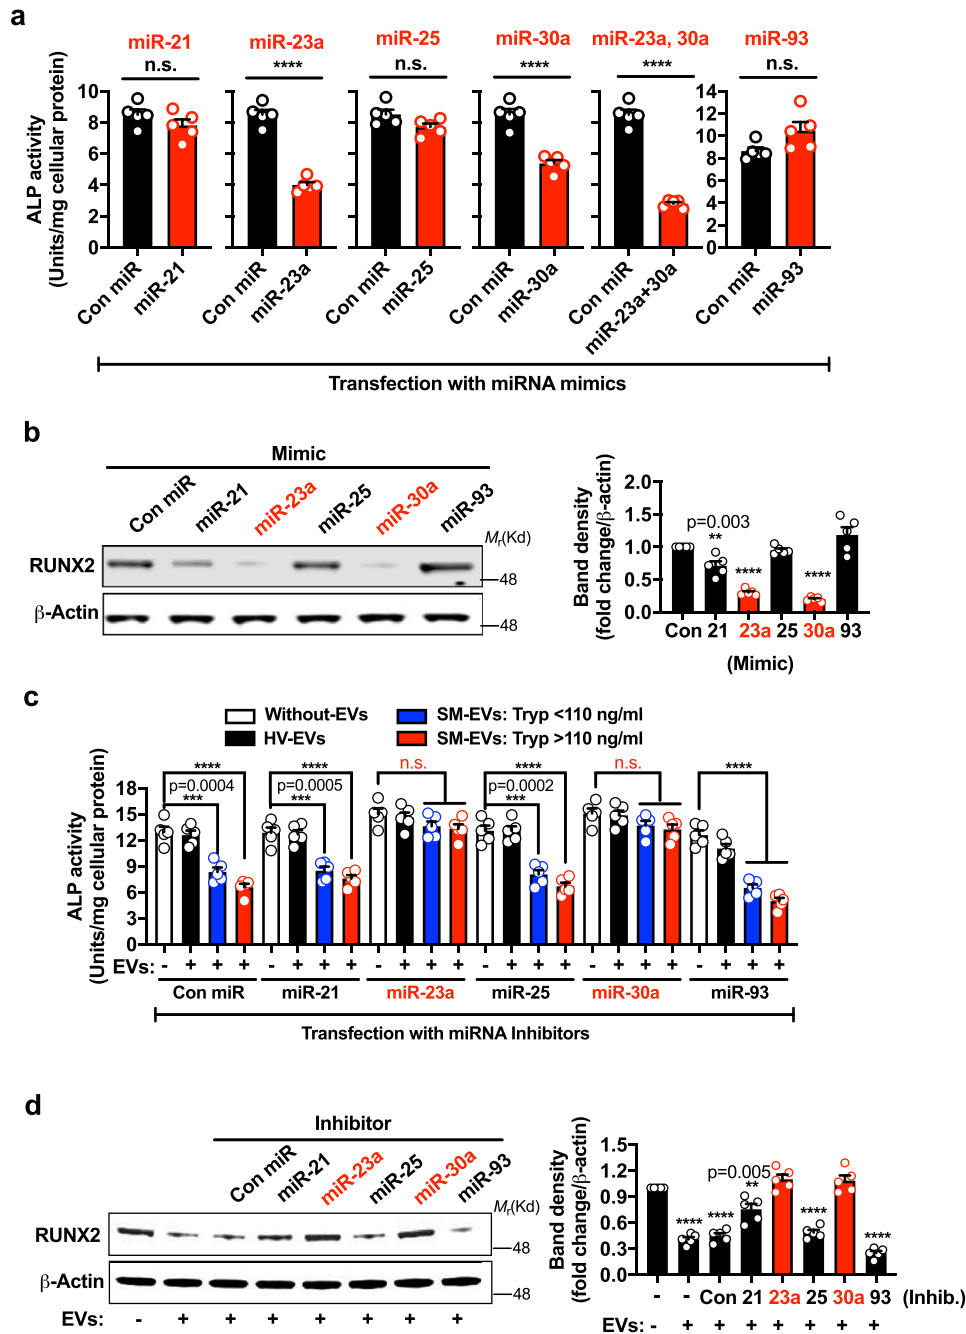 a
miR-21 miR-23a miR-25 miR-30a miR-23a, 30a miR-93
n.s. **** n.s. **** **** n.s.
ALP activity
(Units/mg cellular protein)
10 14
8 12
6 10
4 8
2 6
0 4
2
0
Con miR miR-21 Con miR miR-23a Con miR miR-25 Con miR miR-30a Con miR miR-23a+30a Con miR miR-93
Transfection with miRNA mimics
b
Mimic
Con miR miR-21 miR-23a miR-25 miR-30a miR-93
Mr(Kd)
RUNX2
48
β-Actin
48
Band density
(fold change/β-actin)
2.0
1.5
1.0
0.5
0.0
p=0.003
** **** ****
Con 21 23a 25 30a 93
(Mimic)
c
Without-EVs SM-EVs: Tryp <110 ng/ml
HV-EVs SM-EVs: Tryp >110 ng/ml
ALP activity
(Units/mg cellular protein)
18
15
12
9
6
3
0
**** **** n.s. **** n.s. ****
p=0.0004 p=0.0005 p=0.0002
*** *** ***
EVs: - + + + - + + + - + + + - + + + - + + + - + + +
Con miR miR-21 miR-23a miR-25 miR-30a miR-93
Transfection with miRNA Inhibitors
d
Inhibitor
Con miR miR-21 miR-23a miR-25 miR-30a miR-93
Mr(Kd)
RUNX2
48
β-Actin
48
EVs: - + + + + + + +
Band density
(fold change/β-actin)
1.5
1.2
0.9
0.6
0.3
0.0
p=0.005
**** **** ** **** ****
- - Con 21 23a 25 30a 93 (Inhib.)
EVs: - + + + + + + +